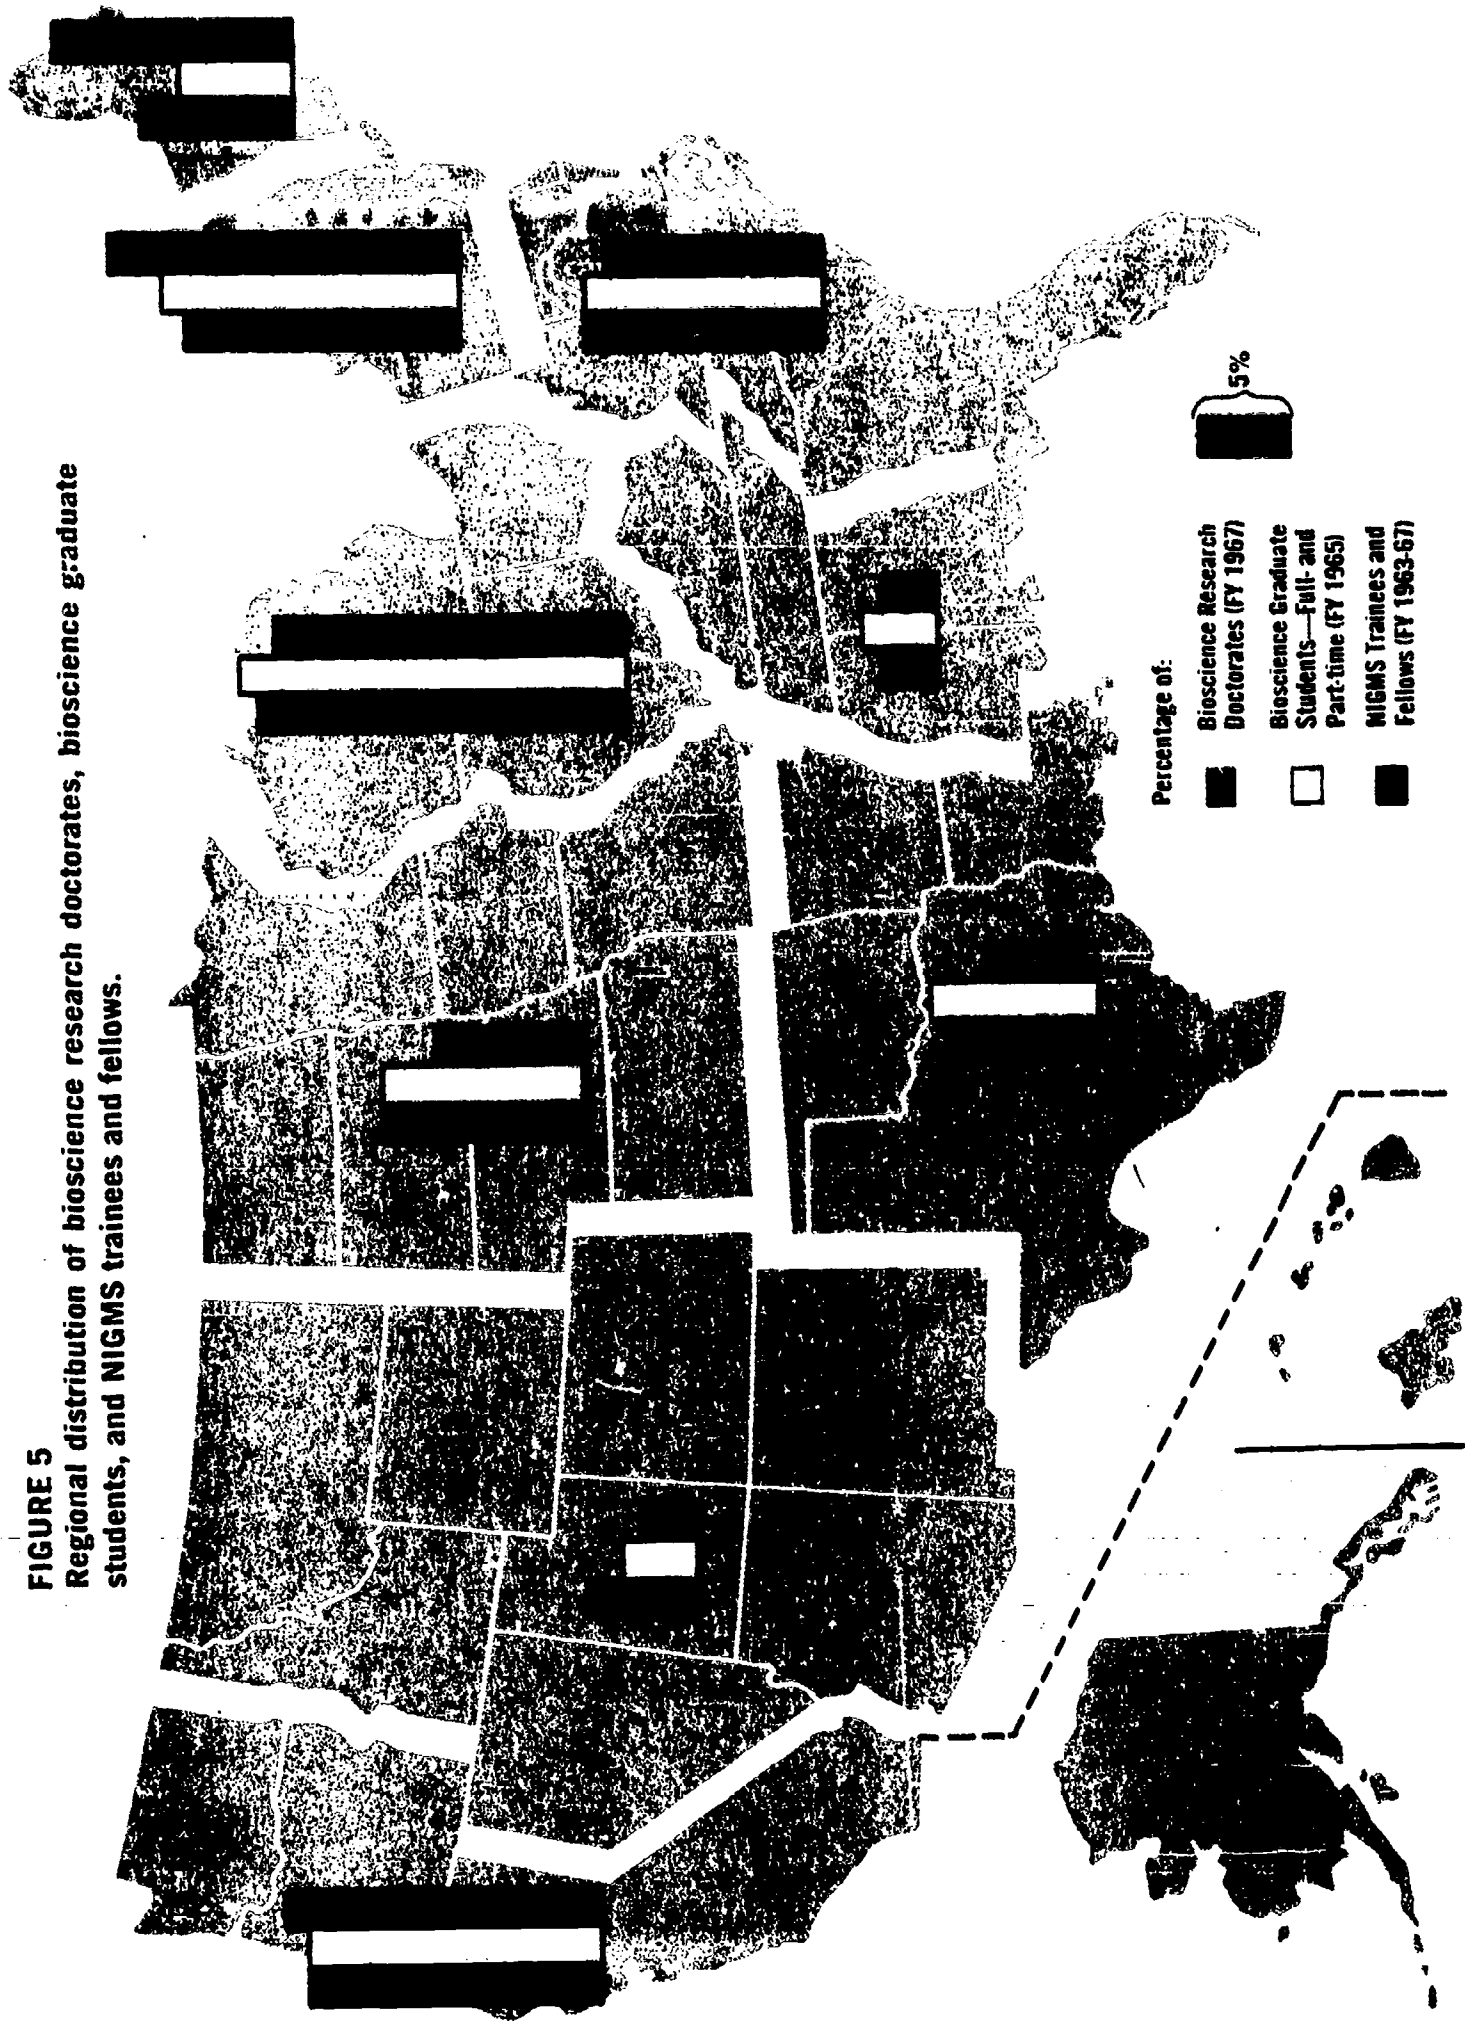 FIGURE 5
Regional distribution of bioscience research doctorates, bioscience graduate
students, and NIGMS trainees and fellows.
Percentage of:
Bioscience Research
Doctorates (FY 1967)
Bioscience Graduate
Students—Full- and
Part-time (FY 1965)
NIGMS Trainees and
Fellows (FY 1963-67)
5%